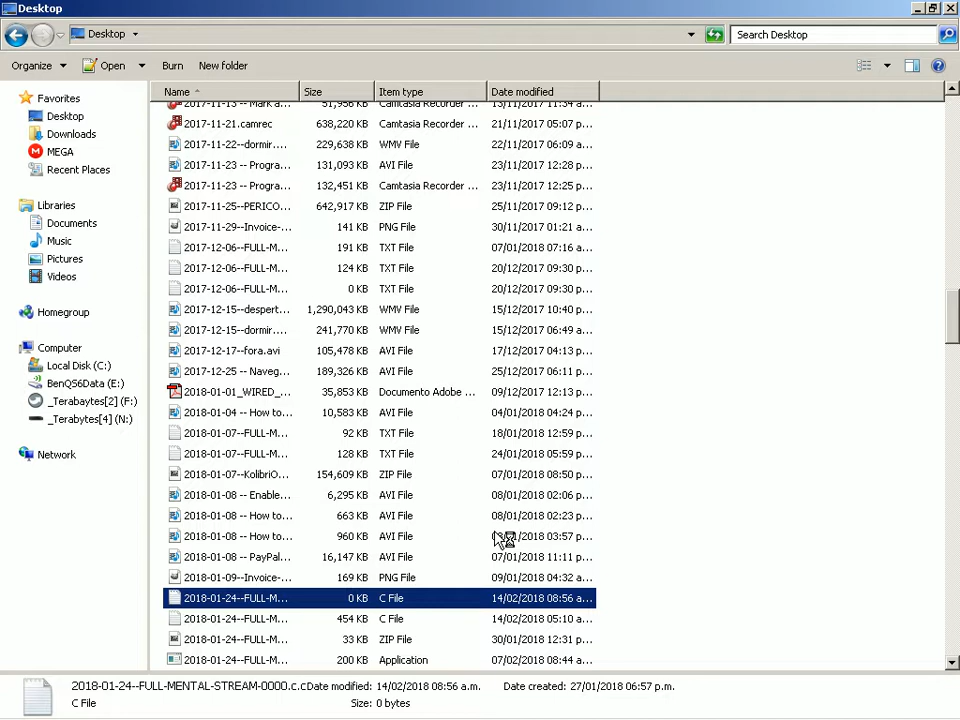 Desktop
Desktop
Search Desktop
Organize Open Burn New folder
Name Size Item type Date modified
Favorites
Desktop
Downloads
MEGA
Recent Places
Libraries
Documents
Music
Pictures
Videos
Homegroup
Computer
Local Disk (C:)
BenQS6Data (E:)
_Terabaytes[2] (F:)
_Terabytes[4] (N:)
Network
2017-11-13 -- Mark a... 51,956 KB Camtasia Recorder ... 13/11/2017 11:34 a...
2017-11-21.camrec 638,220 KB Camtasia Recorder ... 21/11/2017 05:07 p...
2017-11-22--dormir.... 229,638 KB WMV File 22/11/2017 06:09 a...
2017-11-23 -- Progra... 131,093 KB AVI File 23/11/2017 12:28 p...
2017-11-23 -- Progra... 132,451 KB Camtasia Recorder ... 23/11/2017 12:25 p...
2017-11-25--PERICO... 642,917 KB ZIP File 25/11/2017 09:12 p...
2017-11-29--Invoice-... 141 KB PNG File 30/11/2017 01:21 a...
2017-12-06--FULL-M... 191 KB TXT File 07/01/2018 07:16 a...
2017-12-06--FULL-M... 124 KB TXT File 20/12/2017 09:30 p...
2017-12-06--FULL-M... 0 KB TXT File 20/12/2017 09:30 p...
2017-12-15--despert... 1,290,043 KB WMV File 15/12/2017 10:40 p...
2017-12-15--dormir.... 241,770 KB WMV File 15/12/2017 06:49 a...
2017-12-17--fora.avi 105,478 KB AVI File 17/12/2017 04:13 p...
2017-12-25 -- Naveg... 189,326 KB AVI File 25/12/2017 06:11 p...
2018-01-01_WIRED_... 35,853 KB Documento Adobe ... 09/12/2017 12:13 p...
2018-01-04 -- How to... 10,583 KB AVI File 04/01/2018 04:24 p...
2018-01-07--FULL-M... 92 KB TXT File 18/01/2018 12:59 p...
2018-01-07--FULL-M... 128 KB TXT File 24/01/2018 05:59 p...
2018-01-07--KolibriO... 154,609 KB ZIP File 07/01/2018 08:50 p...
2018-01-08 -- Enable... 6,295 KB AVI File 08/01/2018 02:06 p...
2018-01-08 -- How to... 663 KB AVI File 08/01/2018 02:23 p...
2018-01-08 -- How to... 960 KB AVI File 08/01/2018 03:57 p...
2018-01-08 -- PayPal... 16,147 KB AVI File 07/01/2018 11:11 p...
2018-01-09--Invoice-... 169 KB PNG File 09/01/2018 04:32 a...
2018-01-24--FULL-M... 0 KB C File 14/02/2018 08:56 a...
2018-01-24--FULL-M... 454 KB C File 14/02/2018 05:10 a...
2018-01-24--FULL-M... 33 KB ZIP File 30/01/2018 12:31 p...
2018-01-24--FULL-M... 200 KB Application 07/02/2018 08:44 a...
2018-01-24--FULL-MENTAL-STREAM-0000.c.c Date modified: 14/02/2018 08:56 a.m. Date created: 27/01/2018 06:57 p.m.
C File Size: 0 bytes